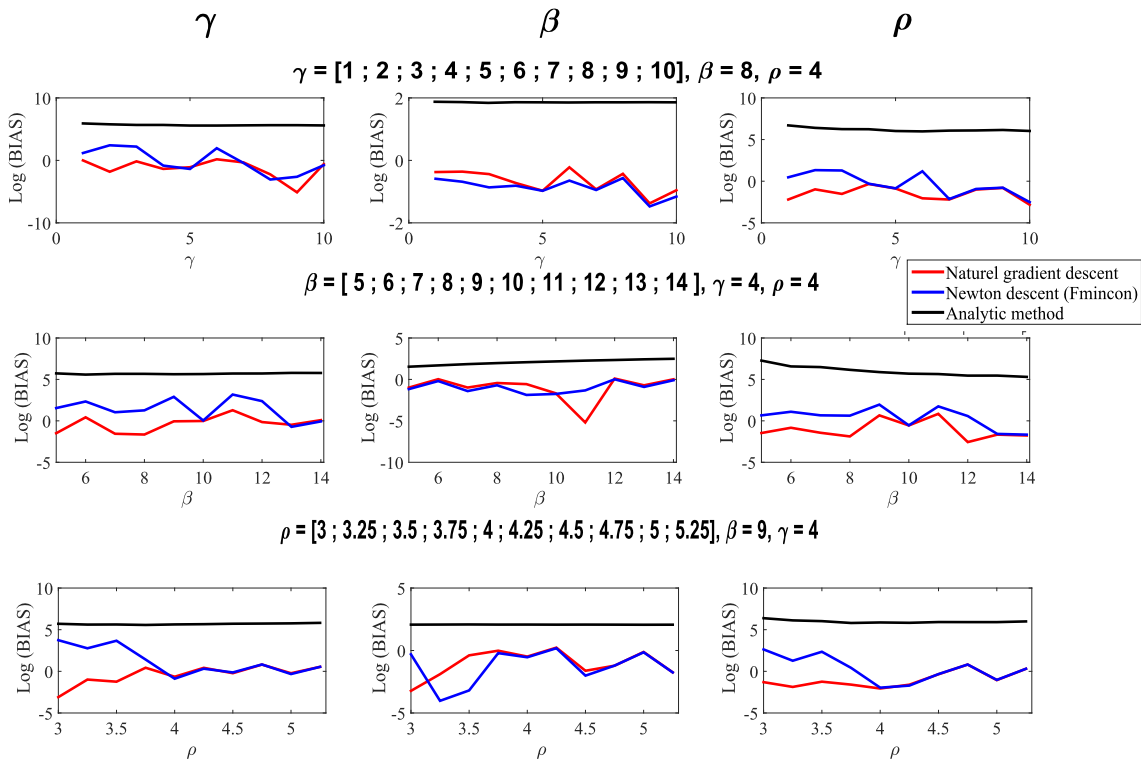 γ β ρ
γ = [1 ; 2 ; 3 ; 4 ; 5 ; 6 ; 7 ; 8 ; 9 ; 10], β = 8, ρ = 4
10
0
-10
Log (BIAS)
0 5 10
γ
2
0
-2
Log (BIAS)
0 5 10
γ
10
5
0
-5
Log (BIAS)
0 5 10
γ
β = [ 5 ; 6 ; 7 ; 8 ; 9 ; 10 ; 11 ; 12 ; 13 ; 14 ], γ = 4, ρ = 4
Naturel gradient descent
Newton descent (Fmincon)
Analytic method
10
5
0
-5
Log (BIAS)
6 8 10 12 14
β
5
0
-5
-10
Log (BIAS)
6 8 10 12 14
β
10
5
0
-5
Log (BIAS)
6 8 10 12 14
β
ρ = [3 ; 3.25 ; 3.5 ; 3.75 ; 4 ; 4.25 ; 4.5 ; 4.75 ; 5 ; 5.25], β = 9, γ = 4
10
5
0
-5
Log (BIAS)
3 3.5 4 4.5 5
ρ
5
0
-5
Log (BIAS)
3 3.5 4 4.5 5
ρ
10
5
0
-5
Log (BIAS)
3 3.5 4 4.5 5
ρ